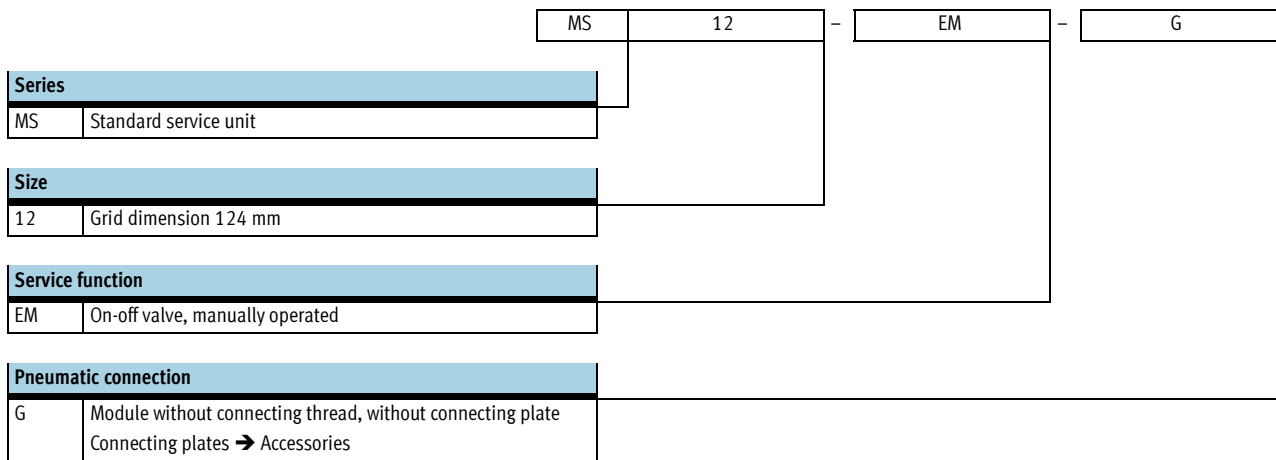 MS 12 – EM – G
Series
MS Standard service unit
Size
12 Grid dimension 124 mm
Service function
EM On-off valve, manually operated
Pneumatic connection
G Module without connecting thread, without connecting plate
Connecting plates ➔ Accessories